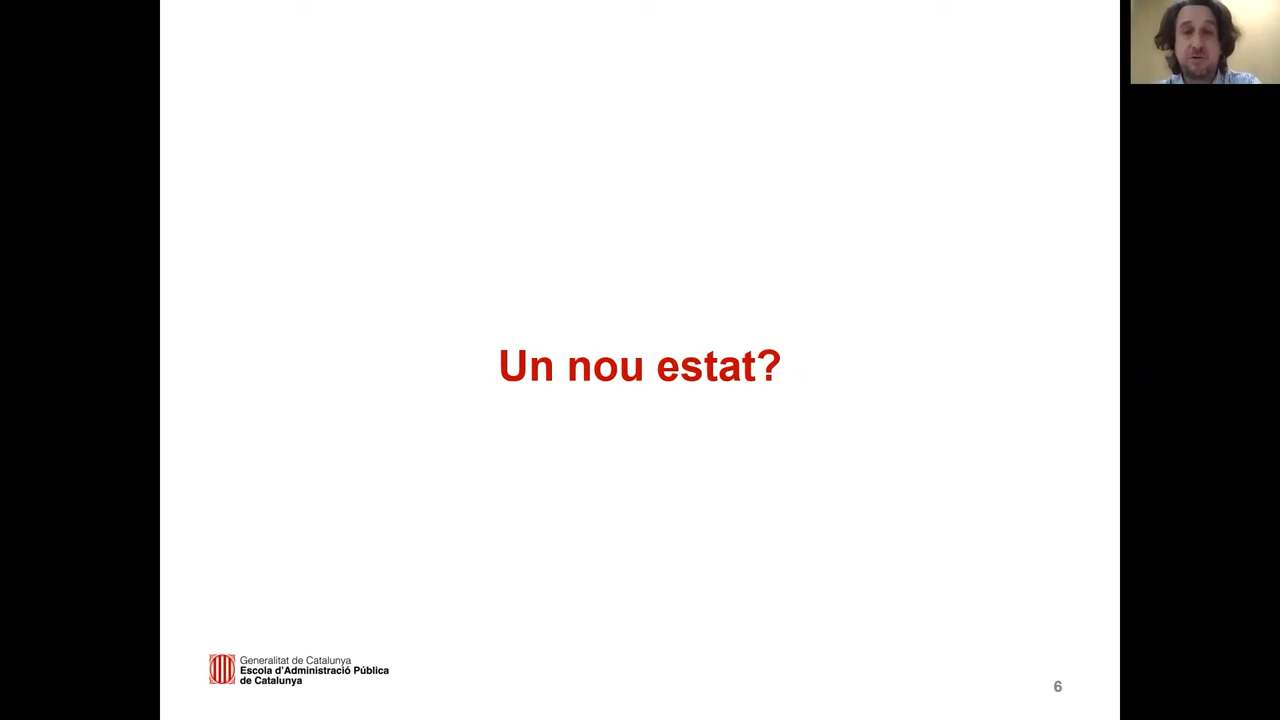 Un nou estat?
Generalitat de Catalunya
Escola d'Administració Pública
de Catalunya
6